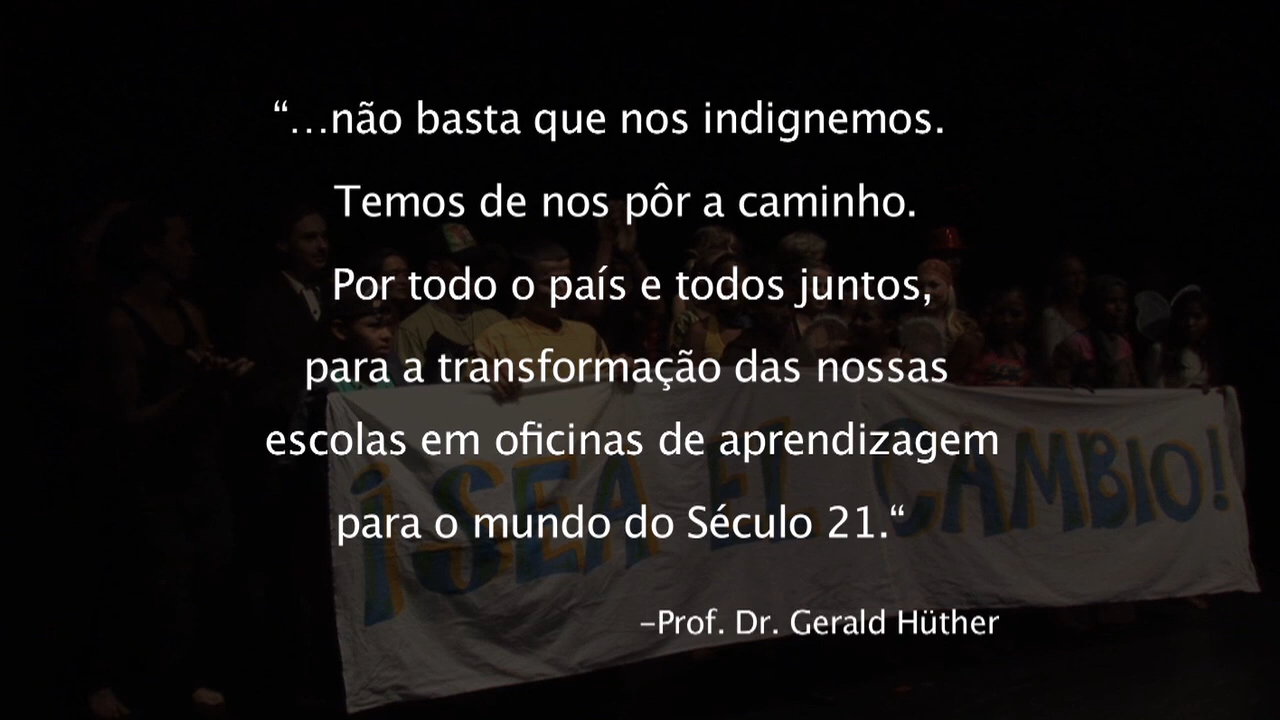 “...não basta que nos indignemos.
Temos de nos pôr a caminho.
Por todo o país e todos juntos,
para a transformação das nossas
escolas em oficinas de aprendizagem
para o mundo do Século 21.“
–Prof. Dr. Gerald Hüther
¡SEA EL CAMBIO!